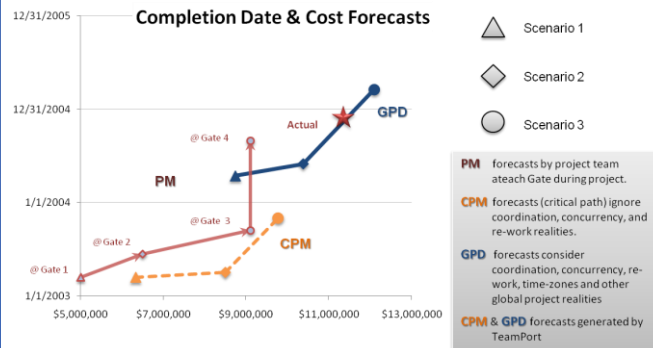 Completion Date & Cost Forecasts
12/31/2005
12/31/2004
1/1/2004
1/1/2003
$5,000,000
$7,000,000
$9,000,000
$11,000,000
$13,000,000
@ Gate 1
@ Gate 2
@ Gate 3
@ Gate 4
PM
CPM
Actual
GPD
Scenario 1
Scenario 2
Scenario 3
PM forecasts by project team
ateach Gate during project.
CPM forecasts (critical path) ignore
coordination, concurrency, and
re-work realities.
GPD forecasts consider
coordination, concurrency, re-
work, time-zones and other
global project realities
CPM & GPD forecasts generated by
TeamPort